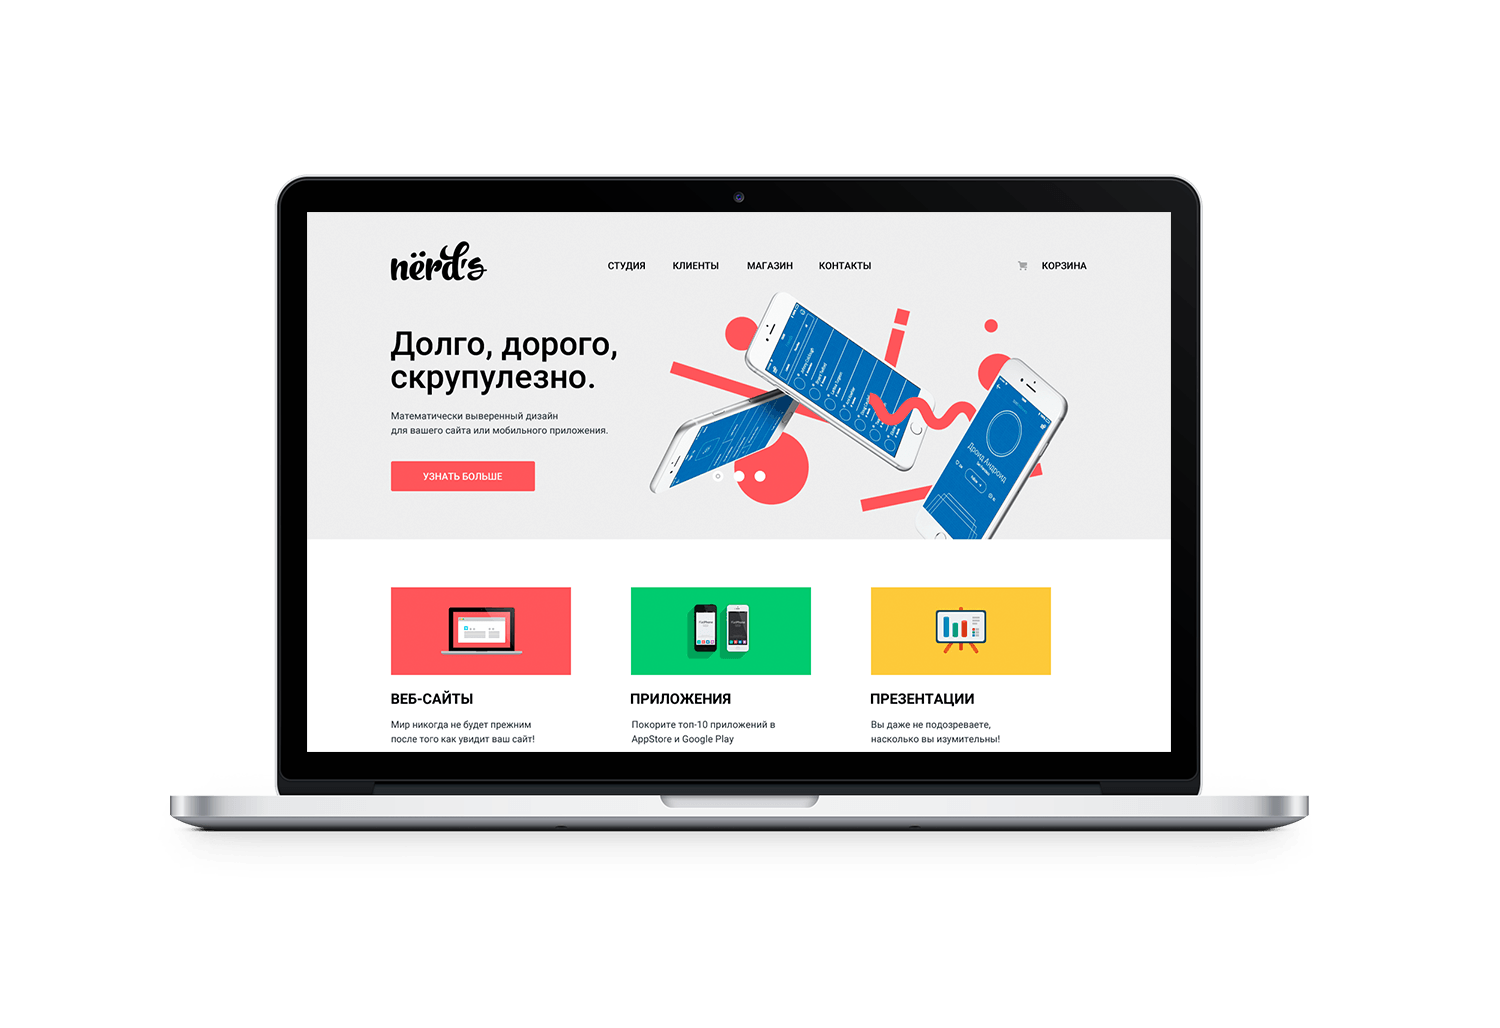 nërd's
СТУДИЯ КЛИЕНТЫ МАГАЗИН КОНТАКТЫ КОРЗИНА
Долго, дорого,
скрупулезно.
Математически выверенный дизайн
для вашего сайта или мобильного приложения.
УЗНАТЬ БОЛЬШЕ
Дроид Андроид
ВЕБ-САЙТЫ ПРИЛОЖЕНИЯ ПРЕЗЕНТАЦИИ
Мир никогда не будет прежним
после того как увидит ваш сайт!
Покорите топ-10 приложений в
AppStore и Google Play
Вы даже не подозреваете,
насколько вы изумительны!